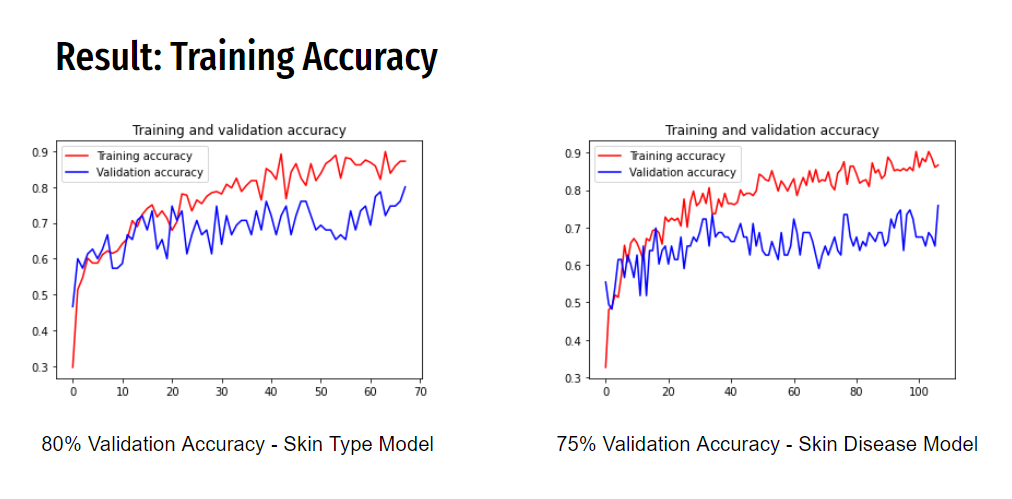 Result: Training Accuracy
Training and validation accuracy
Training accuracy
Validation accuracy
0.9
0.8
0.7
0.6
0.5
0.4
0.3
0 10 20 30 40 50 60 70
80% Validation Accuracy - Skin Type Model
Training and validation accuracy
Training accuracy
Validation accuracy
0.9
0.8
0.7
0.6
0.5
0.4
0.3
0 20 40 60 80 100
75% Validation Accuracy - Skin Disease Model